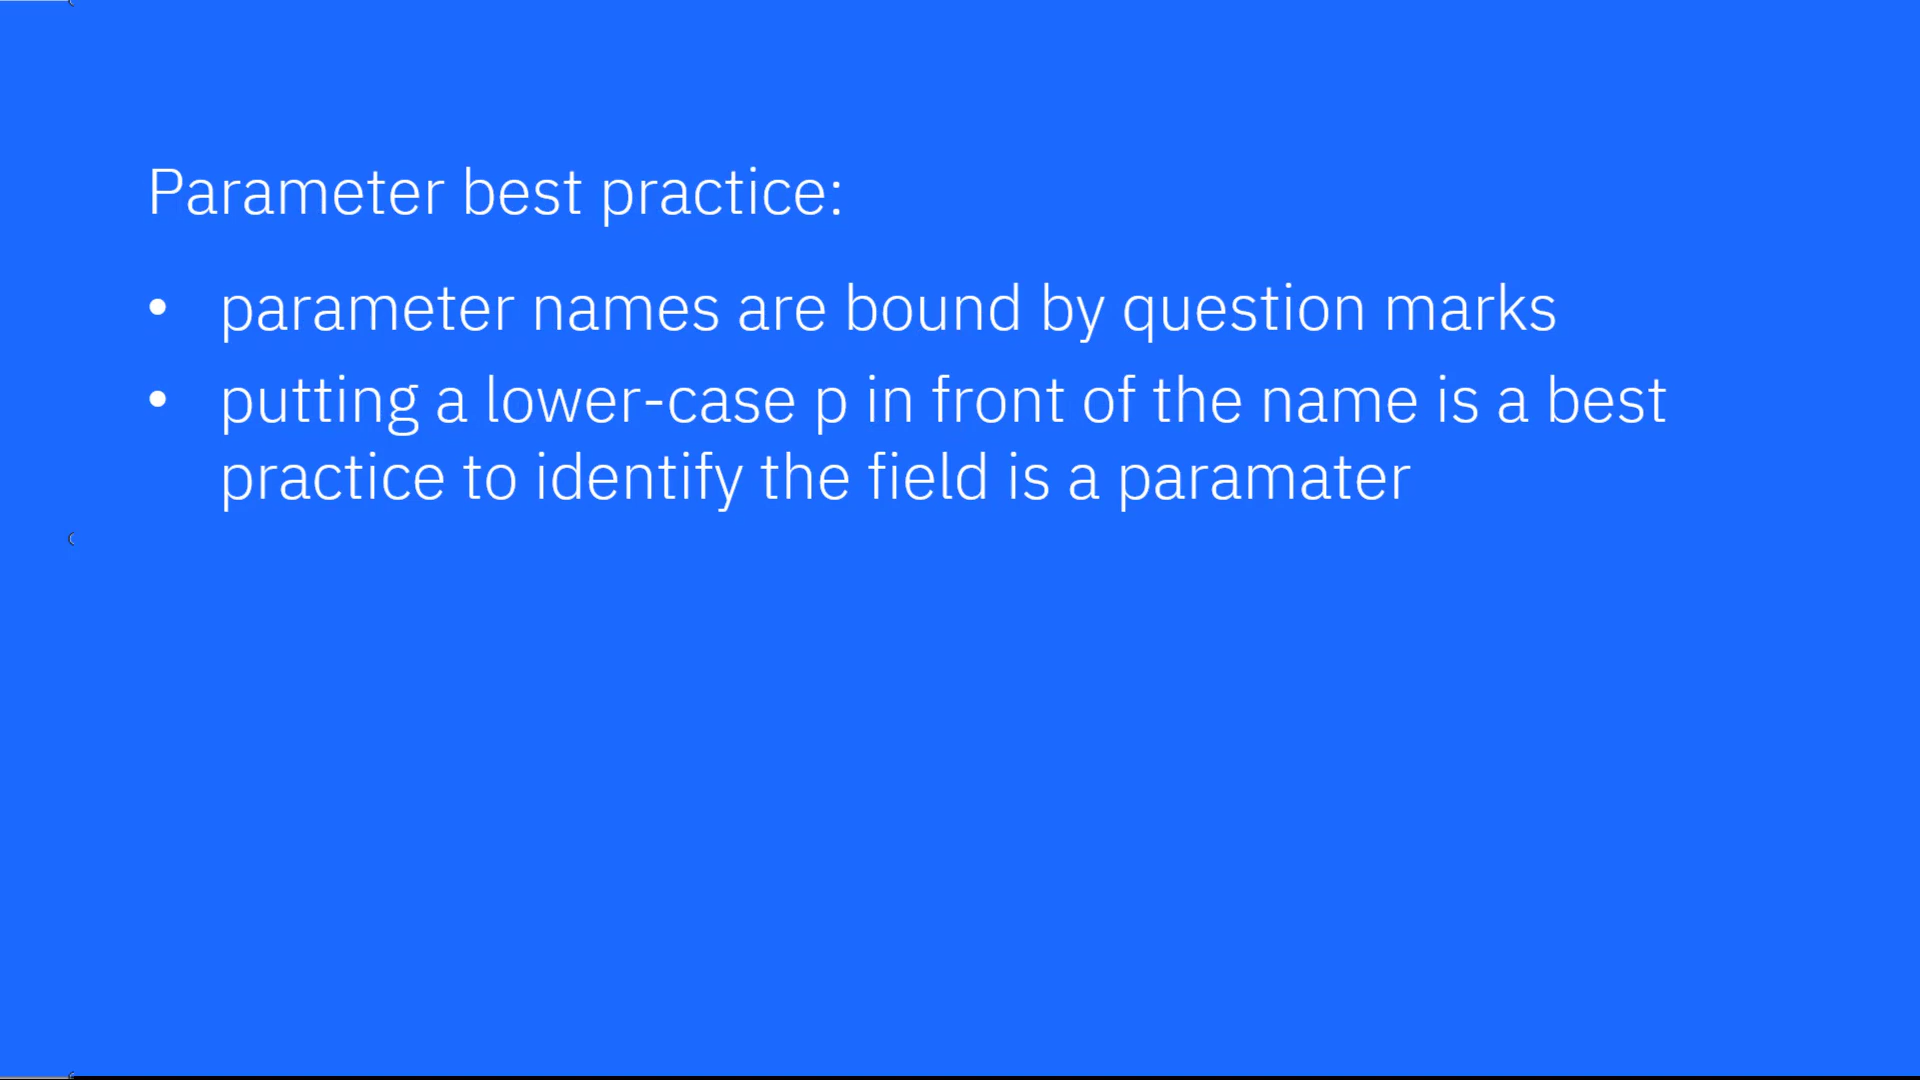 Parameter best practice:
• parameter names are bound by question marks
• putting a lower-case p in front of the name is a best
practice to identify the field is a paramater